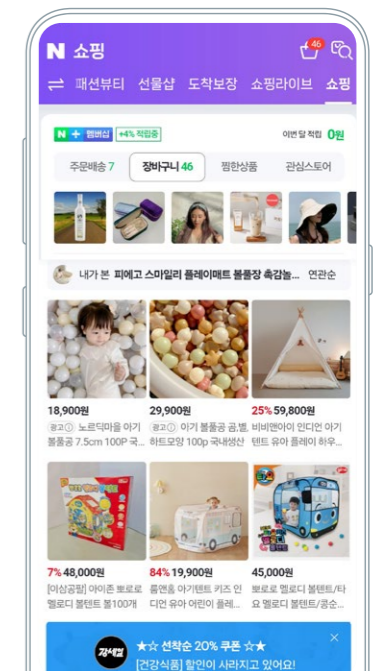 N 쇼핑
46
패션뷰티 선물샵 도착보장 쇼핑라이브 쇼핑
N + 멤버십 +4% 적립중 이번 달 적립 0원
주문배송 7 장바구니 46 찜한상품 관심스토어
내가 본 피에고 스마일리 플레이매트 볼풀장 촉감놀... 연관순
18,900원
광고 노르딕마을 아기
볼풀공 7.5cm 100P 국...
29,900원
광고 아기 볼풀공 곰,별,
하트모양 100p 국내생산
25% 59,800원
비비앤아이 인디언 아기
텐트 유아 플레이 하우...
7% 48,000원
[이상공팔] 아이존 뽀로로
멜로디 볼텐트 볼100개
84% 19,900원
룸앤홈 아기텐트 키즈 인
디언 유아 어린이 플레...
45,000원
뽀로로 멜로디 볼텐트/타
요 멜로디 볼텐트/공순...
강세일
★☆ 선착순 20% 쿠폰 ☆★
[건강식품] 할인이 사라지고 있어요!